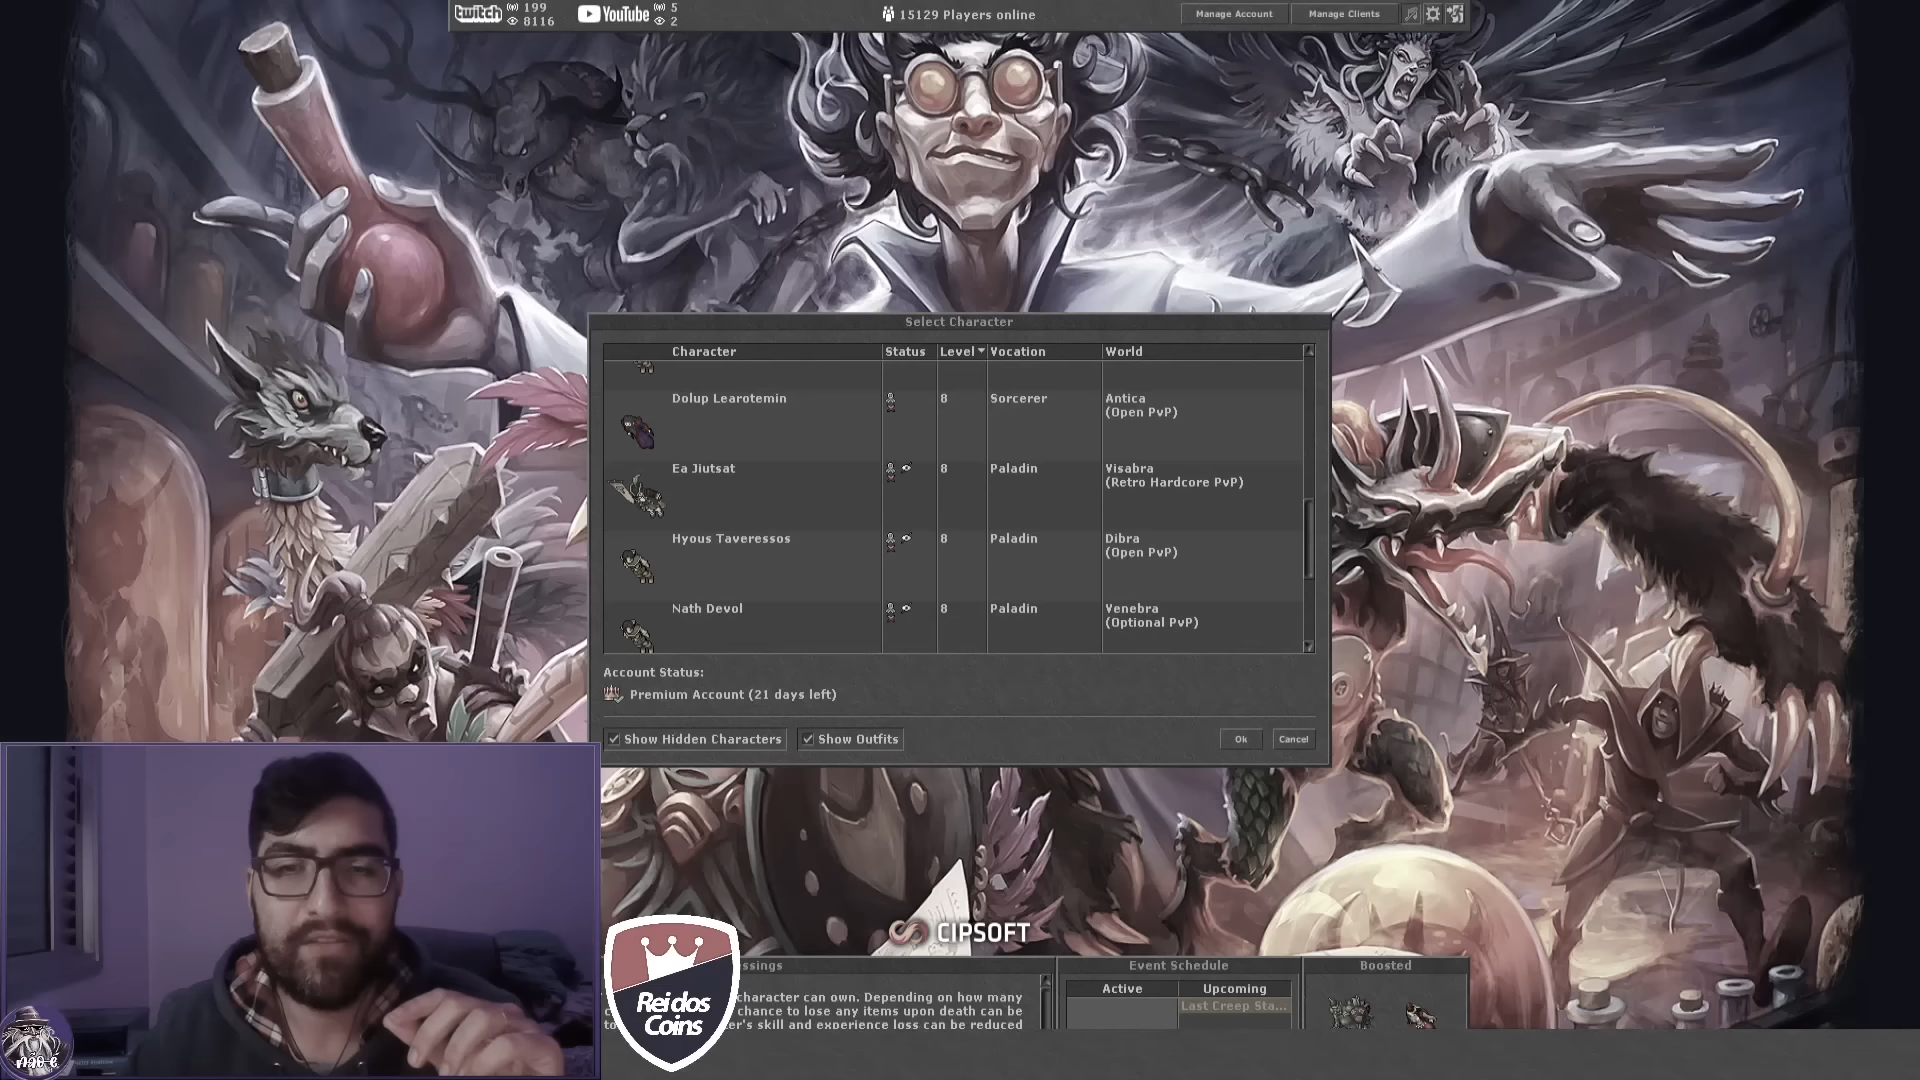 twitch 199
8116
YouTube 5
2
15129 Players online
Manage Account
Manage Clients
Select Character
Character Status Level Vocation World
Dolup Learotemin 8 Sorcerer Antica
(Open PvP)
Ea Jiutsat 8 Paladin Visabra
(Retro Hardcore PvP)
Hyous Taveressos 8 Paladin Dibra
(Open PvP)
Nath Devol 8 Paladin Venebra
(Optional PvP)
Account Status:
Premium Account (21 days left)
Show Hidden Characters
Show Outfits
Ok
Cancel
CIPSOFT
ssings
character can own. Depending on how many
chance to lose any items upon death can be
er's skill and experience loss can be reduced
Event Schedule
Active
Upcoming
Last Creep Sta...
Boosted
Rei dos
Coins
não é